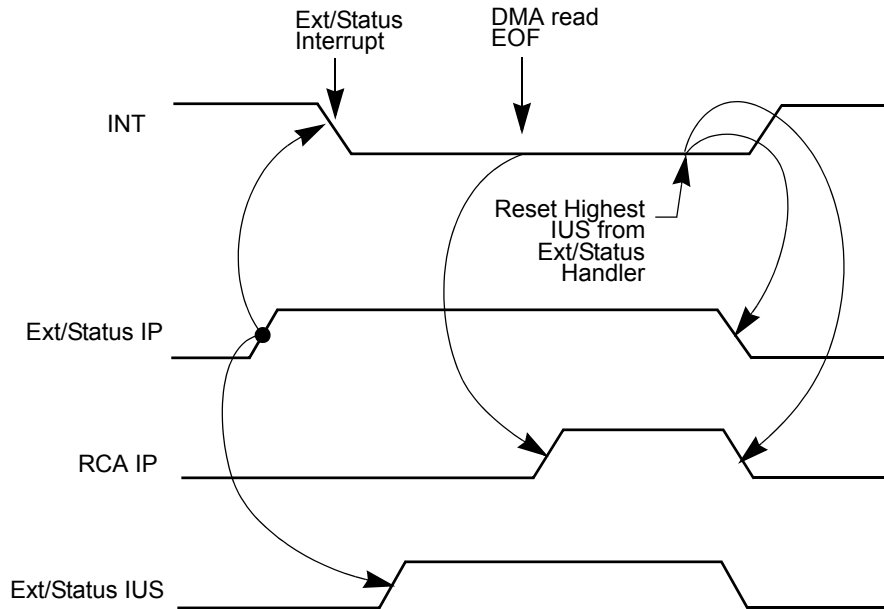 Ext/Status
Interrupt
DMA read
EOF
INT
Reset Highest
IUS from
Ext/Status
Handler
Ext/Status IP
RCA IP
Ext/Status IUS